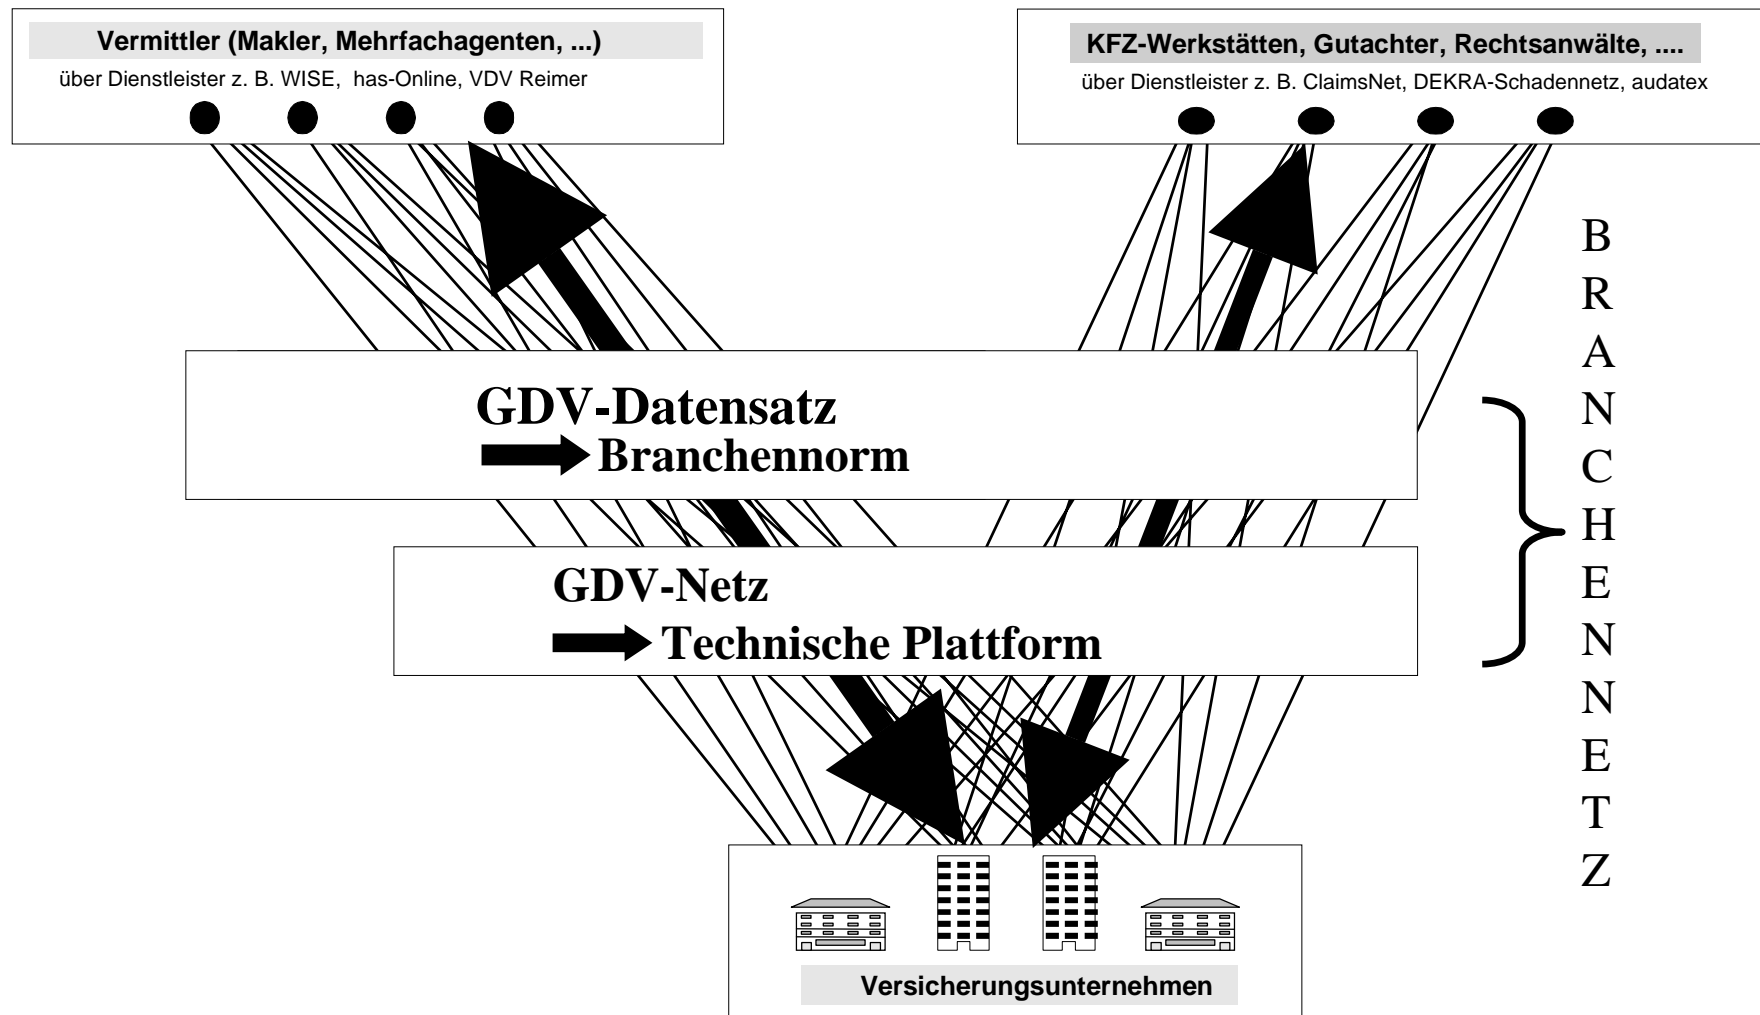 Vermittler (Makler, Mehrfachagenten, ...)
über Dienstleister z. B. WISE, has-Online, VDV Reimer
KFZ-Werkstätten, Gutachter, Rechtsanwälte, ....
über Dienstleister z. B. ClaimsNet, DEKRA-Schadennetz, audatex
GDV-Datensatz
Branchennorm
GDV-Netz
Technische Plattform
B
R
A
N
C
H
E
N
N
E
T
Z
Versicherungsunternehmen